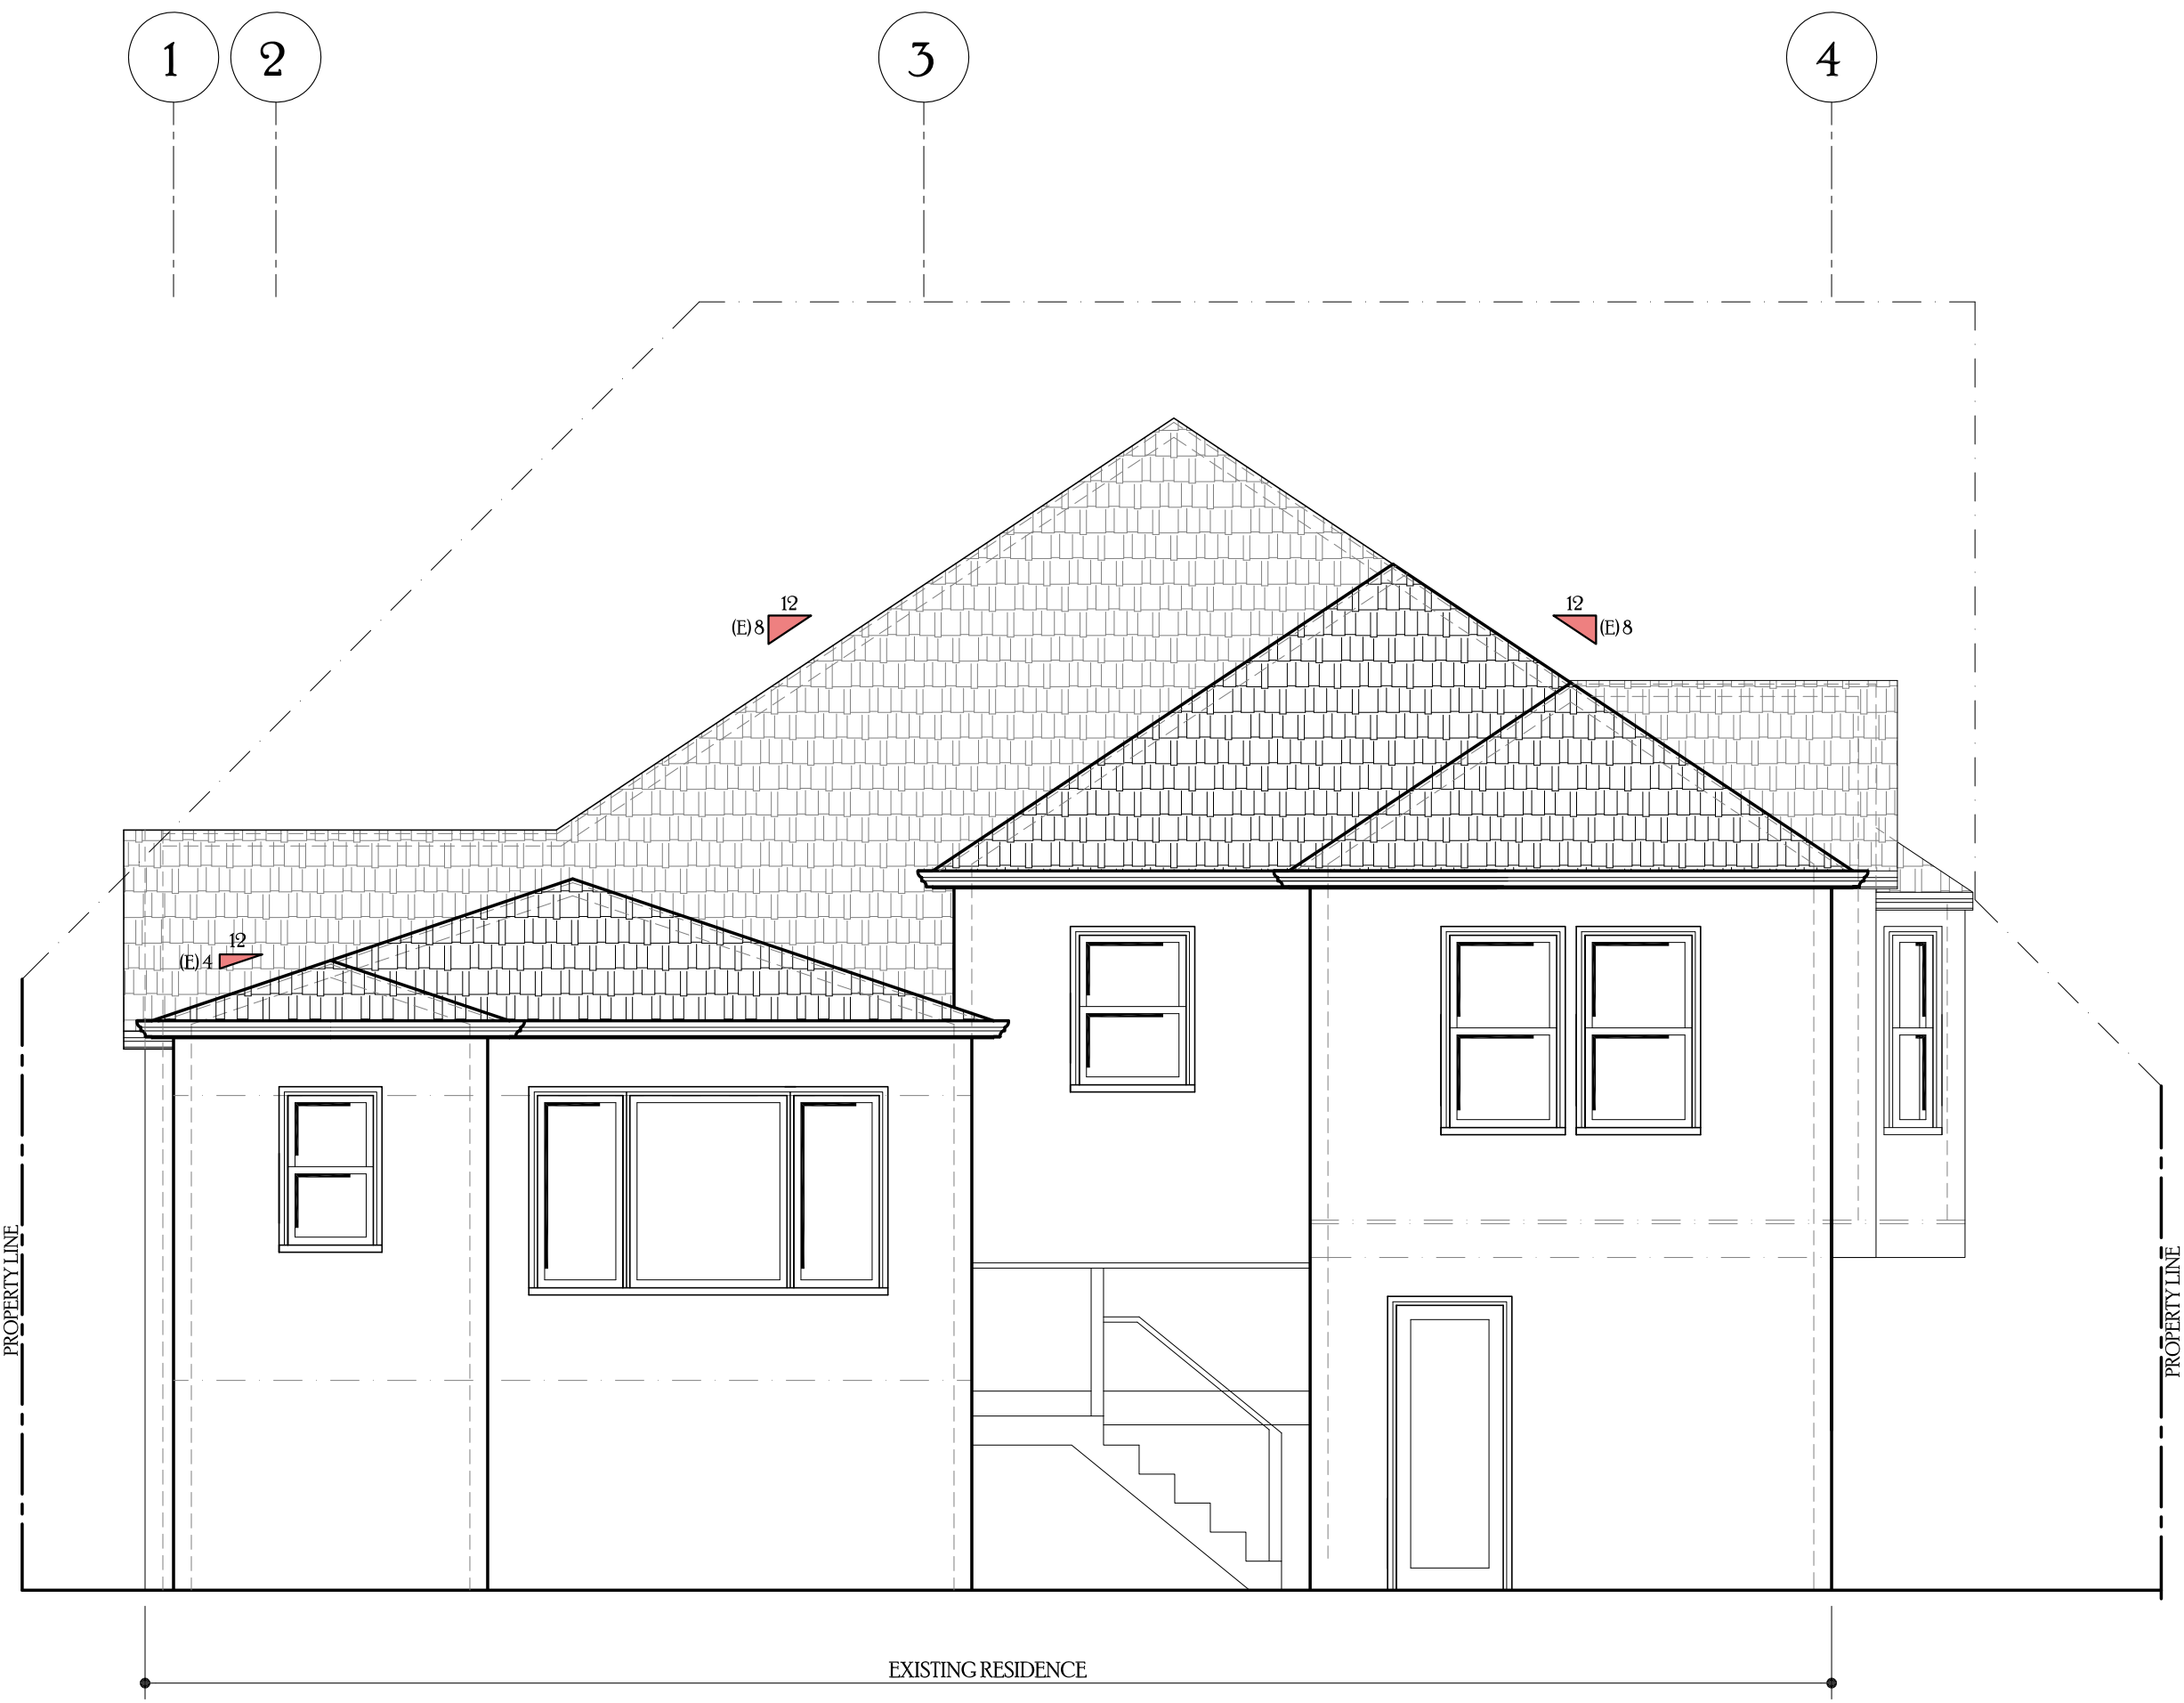 1
2
3
4
12
(E) 8
12
(E) 8
12
(E) 4
PROPERTY LINE
PROPERTY LINE
EXISTING RESIDENCE